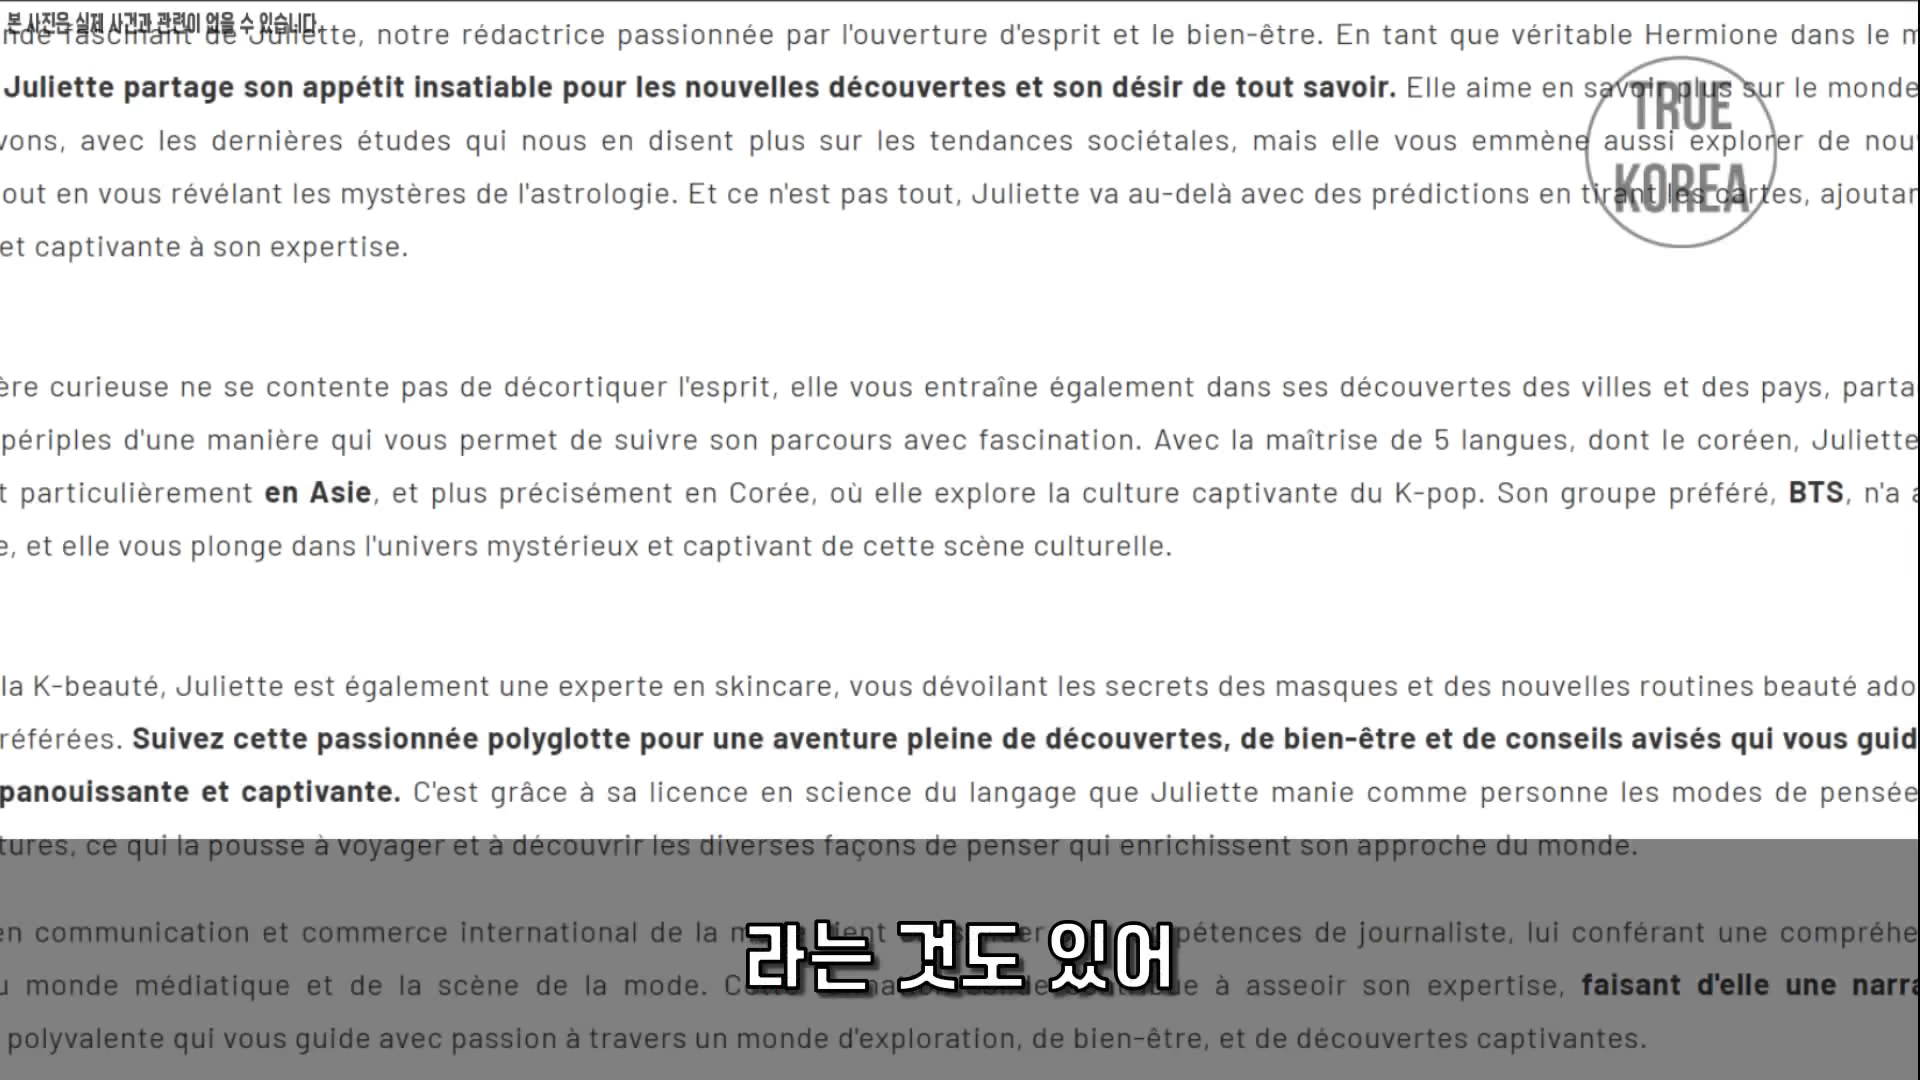 본 사진은 실제 사건과 관련이 없을 수 있습니다.
fascinant de Juliette, notre rédactrice passionnée par l'ouverture d'esprit et le bien-être. En tant que véritable Hermione dans le
Juliette partage son appétit insatiable pour les nouvelles découvertes et son désir de tout savoir. Elle aime en savoir plus sur le monde
vons, avec les dernières études qui nous en disent plus sur les tendances sociétales, mais elle vous emmène aussi explorer de nou
out en vous révélant les mystères de l'astrologie. Et ce n'est pas tout, Juliette va au-delà avec des prédictions en tirant les cartes, ajoutan
et captivante à son expertise.
TRUE
KOREA
ère curieuse ne se contente pas de décortiquer l'esprit, elle vous entraîne également dans ses découvertes des villes et des pays, parta
périples d'une manière qui vous permet de suivre son parcours avec fascination. Avec la maîtrise de 5 langues, dont le coréen, Juliette
t particulièrement en Asie, et plus précisément en Corée, où elle explore la culture captivante du K-pop. Son groupe préféré, BTS, n'a
e, et elle vous plonge dans l'univers mystérieux et captivant de cette scène culturelle.
la K-beauté, Juliette est également une experte en skincare, vous dévoilant les secrets des masques et des nouvelles routines beauté ado
référées. Suivez cette passionnée polyglotte pour une aventure pleine de découvertes, de bien-être et de conseils avisés qui vous guid
panouissante et captivante. C'est grâce à sa licence en science du langage que Juliette manie comme personne les modes de pensée
tures, ce qui la pousse à voyager et à découvrir les diverses façons de penser qui enrichissent son approche du monde.
en communication et commerce international de la pétences de journaliste, lui conférant une compréhe
u monde médiatique et de la scène de la mode. à asseoir son expertise, faisant d'elle une narra
polyvalente qui vous guide avec passion à travers un monde d'exploration, de bien-être, et de découvertes captivantes.
라는 것도 있어